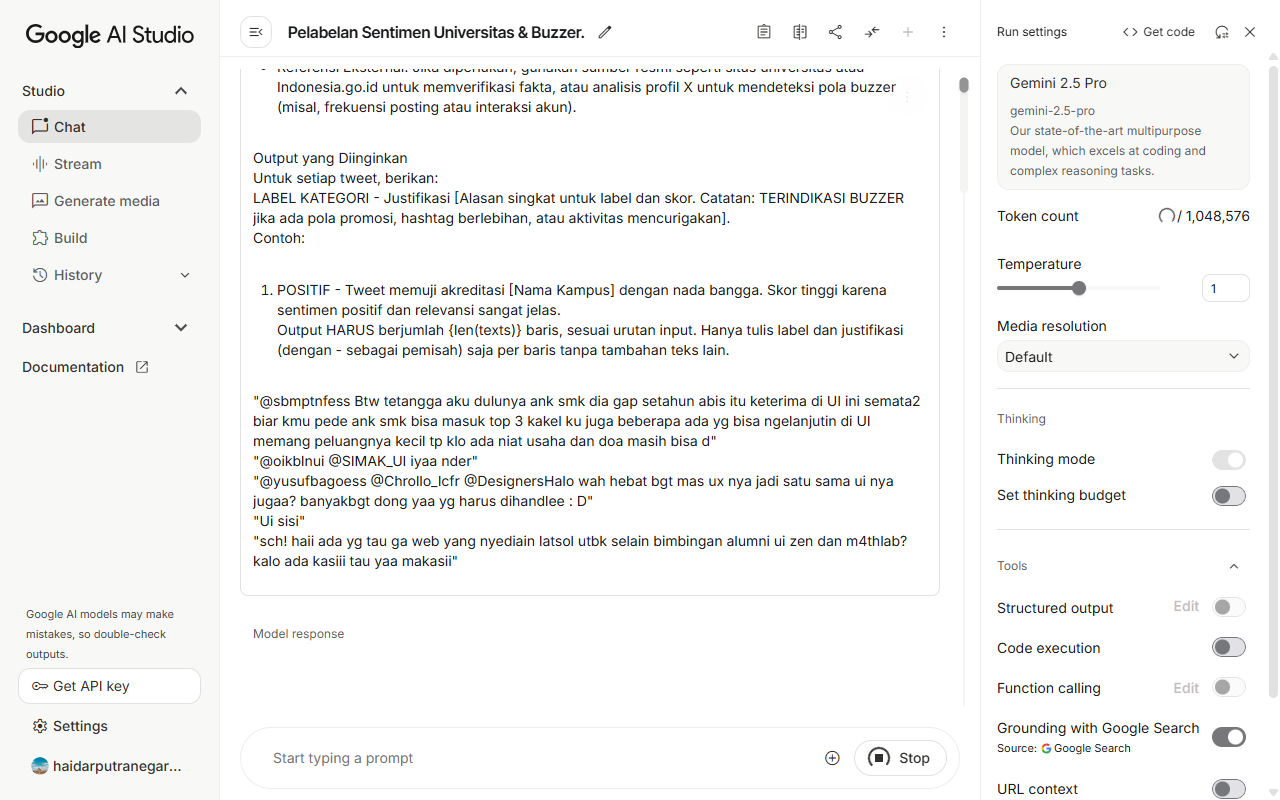 Google AI Studio
Studio
Chat
Stream
Generate media
Build
History
Dashboard
Documentation
Google AI models may make
mistakes, so double-check
outputs.
Get API key
Settings
haidarputranegar...
Pelabelan Sentimen Universitas & Buzzer.
Referensi Eksternal: Jika diperlukan, gunakan sumber resmi seperti situs universitas atau
Indonesia.go.id untuk memverifikasi fakta, atau analisis profil X untuk mendeteksi pola buzzer
(misal, frekuensi posting atau interaksi akun).
Output yang Diinginkan
Untuk setiap tweet, berikan:
LABEL KATEGORI - Justifikasi [Alasan singkat untuk label dan skor. Catatan: TERINDIKASI BUZZER
jika ada pola promosi, hashtag berlebihan, atau aktivitas mencurigakan].
Contoh:
1. POSITIF - Tweet memuji akreditasi [Nama Kampus] dengan nada bangga. Skor tinggi karena
sentimen positif dan relevansi sangat jelas.
Output HARUS berjumlah {len(texts)} baris, sesuai urutan input. Hanya tulis label dan justifikasi
(dengan - sebagai pemisah) saja per baris tanpa tambahan teks lain.
"@sbmptnfess Btw tetangga aku dulunya ank smk dia gap setahun abis itu keterima di UI ini semata2
biar kmu pede ank smk bisa masuk top 3 kakel ku juga beberapa ada yg bisa ngelanjutin di UI
memang peluangnya kecil tp klo ada niat usaha dan doa masih bisa d"
"@oikblnui @SIMAK_UI iyaa nder"
"@yusufbagoess @Chrollo_lcfr @DesignersHalo wah hebat bgt mas ux nya jadi satu sama ui nya
jugaa? banyakbgt dong yaa yg harus dihandlee : D"
"Ui sisi"
"sch! haii ada yg tau ga web yang nyediain latsol utbk selain bimbingan alumni ui zen dan m4thlab?
kalo ada kasiii tau yaa makasii"
Model response
Start typing a prompt
Stop
Run settings
Get code
Gemini 2.5 Pro
gemini-2.5-pro
Our state-of-the-art multipurpose
model, which excels at coding and
complex reasoning tasks.
Token count
/ 1,048,576
Temperature
1
Media resolution
Default
Thinking
Thinking mode
Set thinking budget
Tools
Structured output
Edit
Code execution
Function calling
Edit
Grounding with Google Search
Source: Google Search
URL context